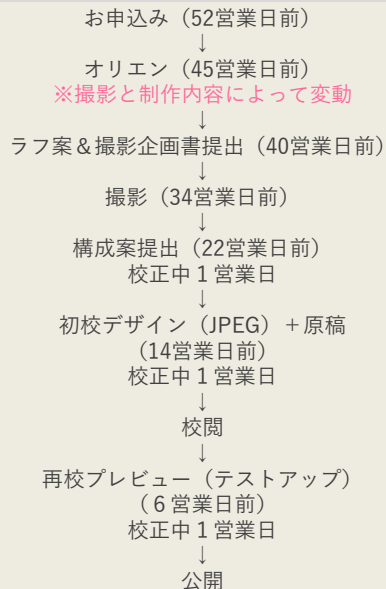 お申込み（52営業日前）
↓
オリエン（45営業日前）
※撮影と制作内容によって変動
↓
ラフ案＆撮影企画書提出（40営業日前）
↓
撮影（34営業日前）
↓
構成案提出（22営業日前）
校正中１営業日
↓
初校デザイン（JPEG）＋原稿
（14営業日前）
校正中１営業日
↓
校閲
↓
再校プレビュー（テストアップ）
（６営業日前）
校正中１営業日
↓
公開